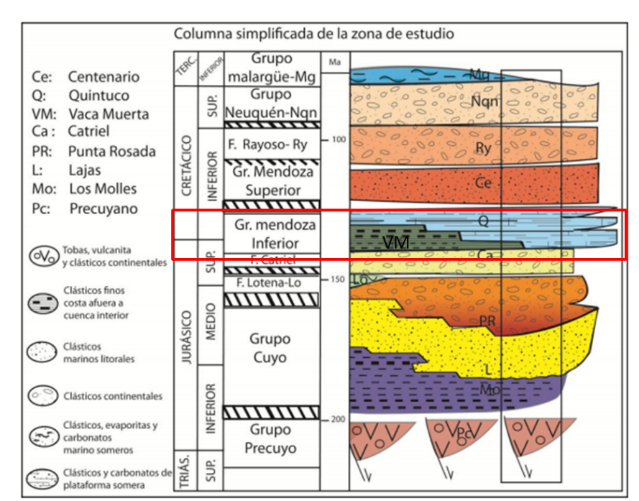 Columna simplificada de la zona de estudio
Ce: Centenario
Q: Quintuco
VM: Vaca Muerta
Ca : Catriel
PR: Punta Rosada
L: Lajas
Mo: Los Molles
Pc: Precuyano
Tobas, vulcanita
y clásticos continentales
Clásticos finos
costa afuera a
cuenca interior
Clásticos
marinos litorales
Clásticos continentales
Clásticos, evaporitas y
carbonatos
marino someros
Clásticos y carbonatos de
plataforma somera
TERC.
INFERIOR
CRETÁCICO
SUP.
INFERIOR
JURÁSICO
SUP.
MEDIO
INFERIOR
TRIÁS.
SUP.
Grupo
malargüe-Mg
Grupo
Neuquén-Nqn
F. Rayoso- Ry
Gr. Mendoza
Superior
Gr. mendoza
Inferior
F. Catriel
F. Lotena-Lo
Grupo
Cuyo
Grupo
Precuyo
Ma
100
150
200
Mg
Nqn
Ry
Ce
Q
VM
Ca
Lo
PR
L
Mo
Pc